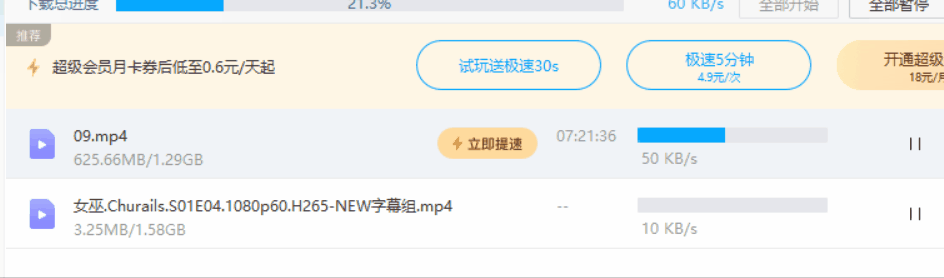 下载总进度 21.3% 60 KB/s 全部开始 全部暂停
推荐
超级会员月卡券后低至0.6元/天起 试玩送极速30s 极速5分钟 开通超级
4.9元/次 18元/月
09.mp4 立即提速 07:21:36
625.66MB/1.29GB 50 KB/s
女巫.Churails.S01E04.1080p60.H265-NEW字幕组.mp4 --
3.25MB/1.58GB 10 KB/s